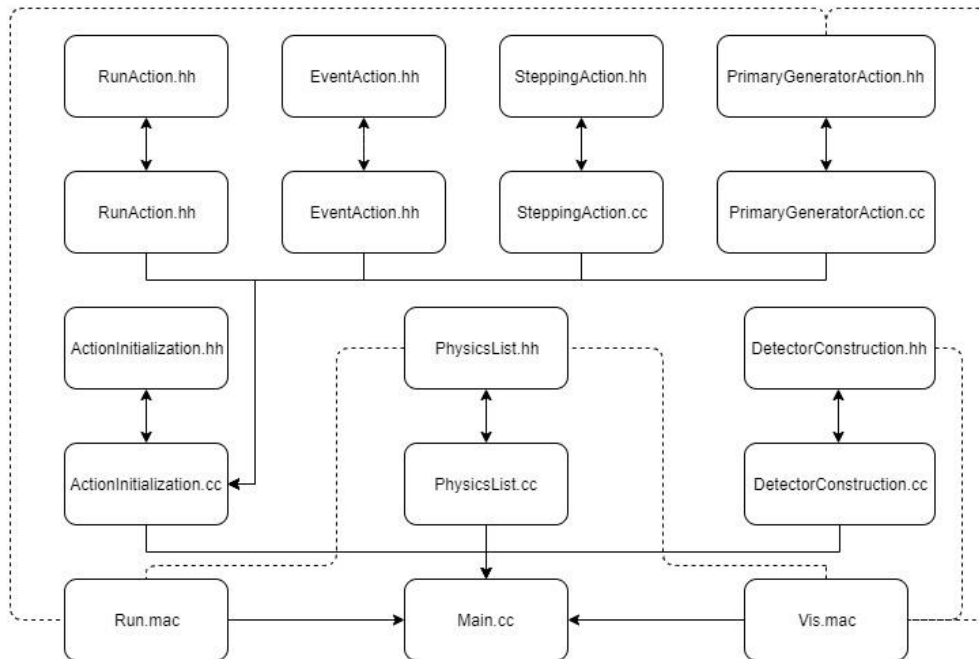 RunAction.hh
EventAction.hh
SteppingAction.hh
PrimaryGeneratorAction.hh
RunAction.hh
EventAction.hh
SteppingAction.cc
PrimaryGeneratorAction.cc
ActionInitialization.hh
PhysicsList.hh
DetectorConstruction.hh
ActionInitialization.cc
PhysicsList.cc
DetectorConstruction.cc
Run.mac
Main.cc
Vis.mac